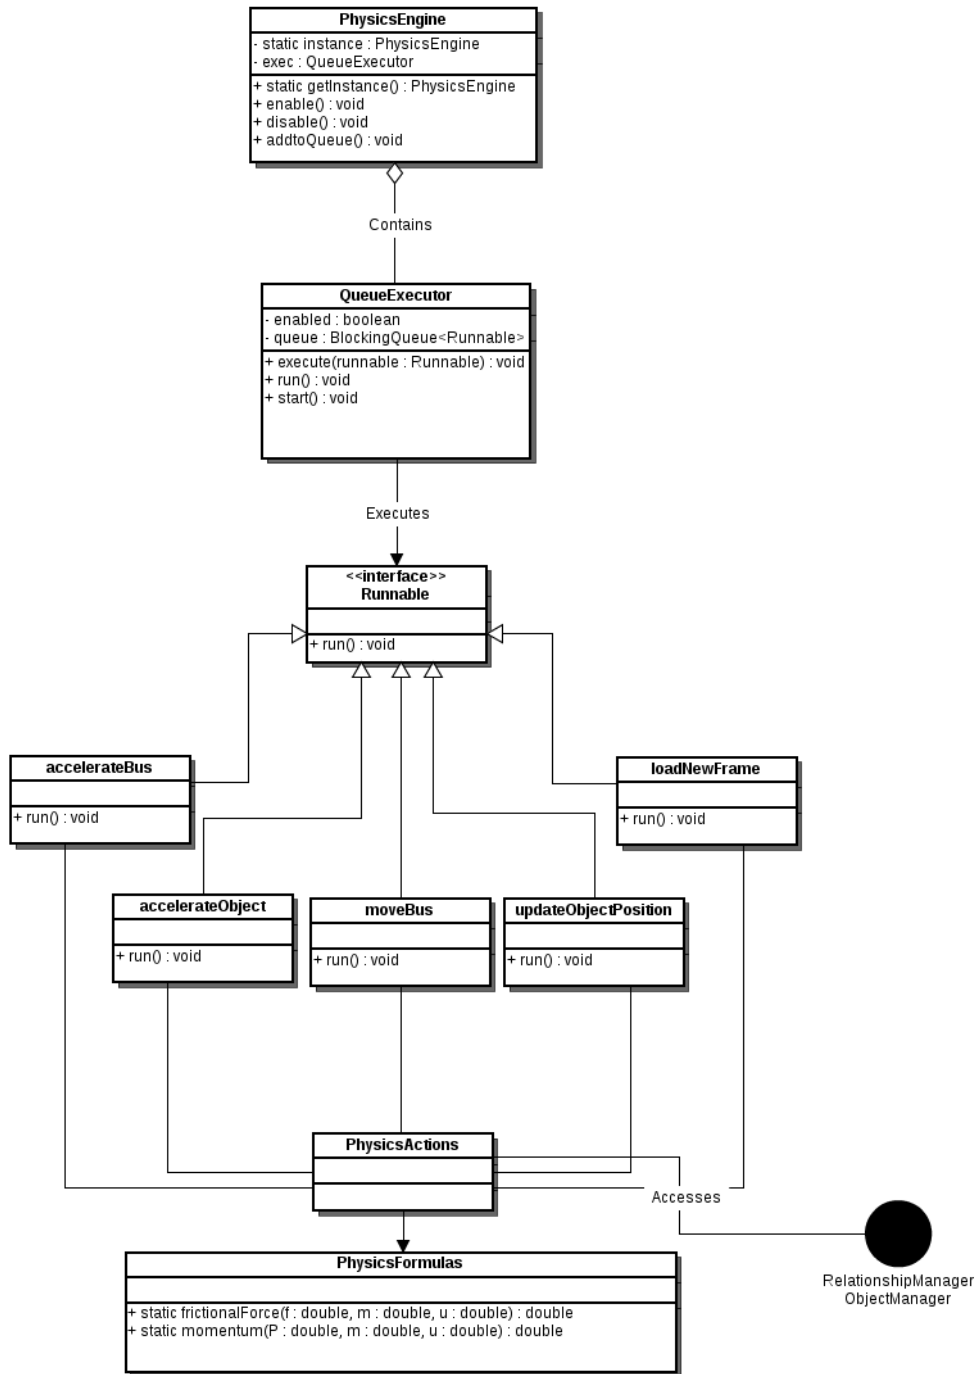 PhysicsEngine
- static instance : PhysicsEngine
- exec : QueueExecutor
+ static getInstance() : PhysicsEngine
+ enable() : void
+ disable() : void
+ addtoQueue() : void
Contains
QueueExecutor
- enabled : boolean
- queue : BlockingQueue<Runnable>
+ execute(runnable : Runnable) : void
+ run() : void
+ start() : void
Executes
<<interface>>
Runnable
+ run() : void
accelerateBus
+ run() : void
loadNewFrame
+ run() : void
accelerateObject
+ run() : void
moveBus
+ run() : void
updateObjectPosition
+ run() : void
PhysicsActions
Accesses
RelationshipManager
ObjectManager
PhysicsFormulas
+ static frictionalForce(f : double, m : double, u : double) : double
+ static momentum(P : double, m : double, u : double) : double